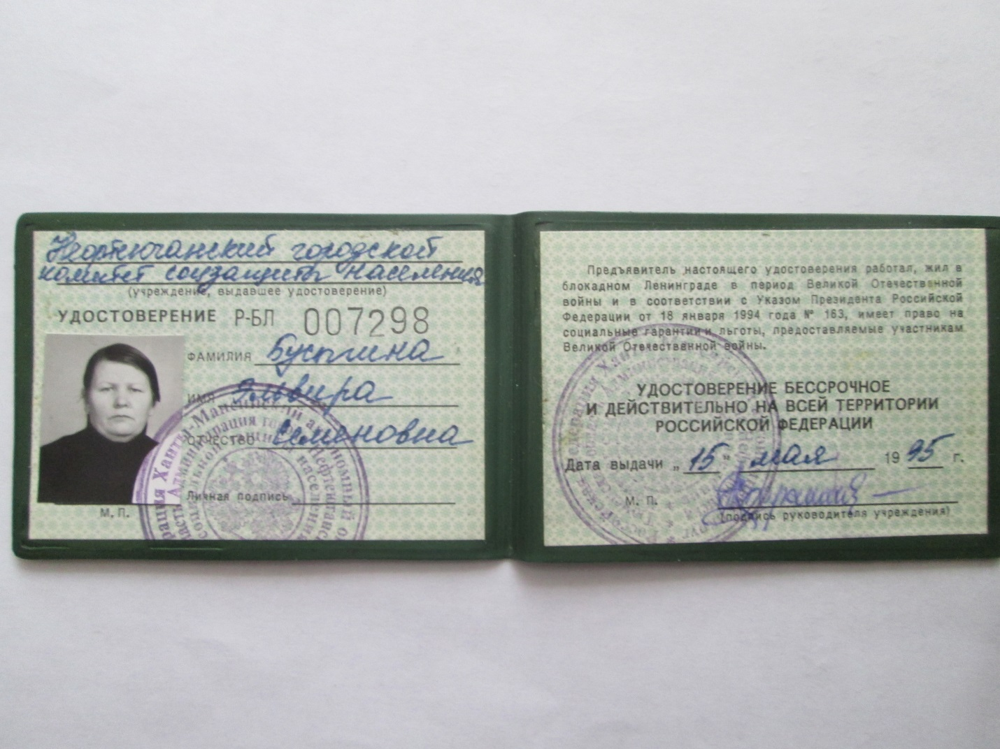 Нефтеюганский городской
комитет соцзащиты населения
(учреждение, выдавшее удостоверение)
УДОСТОВЕРЕНИЕ Р-БЛ 007298
ФАМИЛИЯ
ИМЯ Эльвира
ОТЧЕСТВО Семеновна
Личная подпись
М. П.
Предъявитель настоящего удостоверения работал, жил в
блокадном Ленинграде в период Великой Отечественной
войны и в соответствии с Указом Президента Российской
Федерации от 18 января 1994 года № 163, имеет право на
социальные гарантии и льготы, предоставляемые участникам
Великой Отечественной войны.
УДОСТОВЕРЕНИЕ БЕССРОЧНОЕ
И ДЕЙСТВИТЕЛЬНО НА ВСЕЙ ТЕРРИТОРИИ
РОССИЙСКОЙ ФЕДЕРАЦИИ
Дата выдачи „ 15 " мая 19 95 г.
М. П.
(подпись руководителя учреждения)